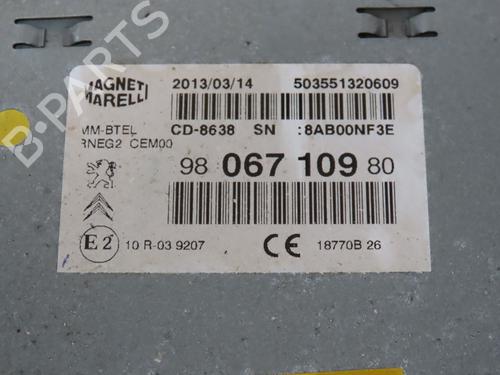 MAGNETI
MARELLI
2013/03/14 503551320609
MM-BTEL CD-8638 SN :8AB00NF3E
RNEG2 CEM00
98 067 109 80
E2 10 R-03 9207 CE 18770B 26
B-PARTS